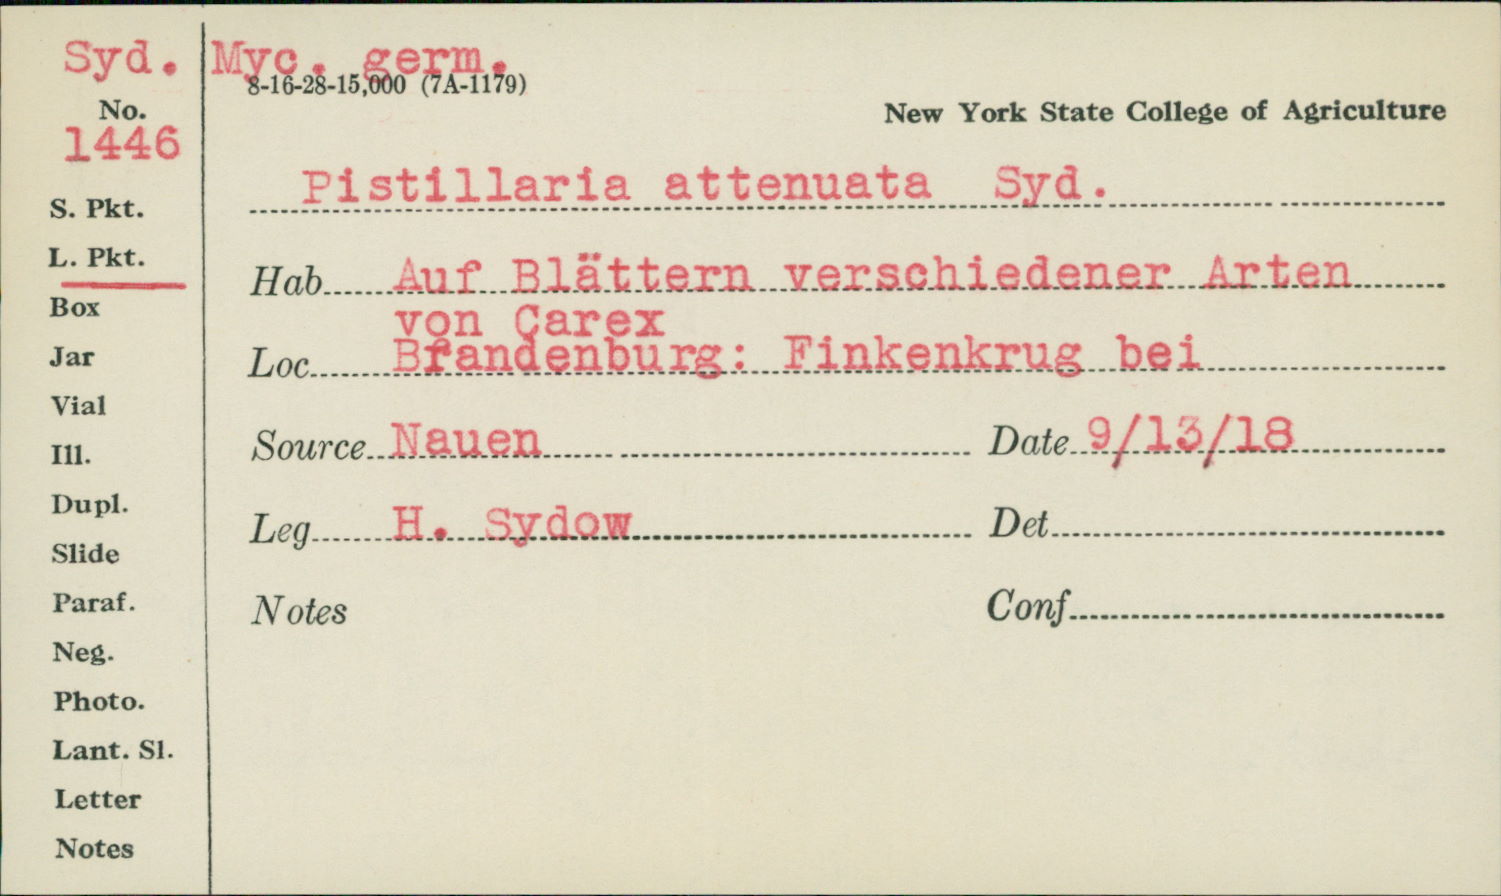 Syd. Myc. germ.
8-16-28-15,000 (7A-1179)
No.
1446
New York State College of Agriculture
Pistillaria attenuata Syd.
S. Pkt.
L. Pkt.
Box
Jar
Vial
Ill.
Dupl.
Slide
Paraf.
Neg.
Photo.
Lant. Sl.
Letter
Notes
Hab Auf Blättern verschiedener Arten
von Carex
Loc Brandenburg: Finkenkrug bei
Source Nauen Date 9/13/18
Leg H. Sydow Det
Notes Conf